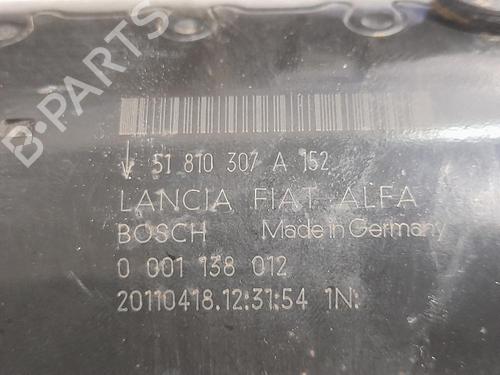 B-PARTS
51 810 307 A 152
LANCIA FIAT ALFA
BOSCH Made in Germany
0 001 138 012
20110418.12:31:54 1N: